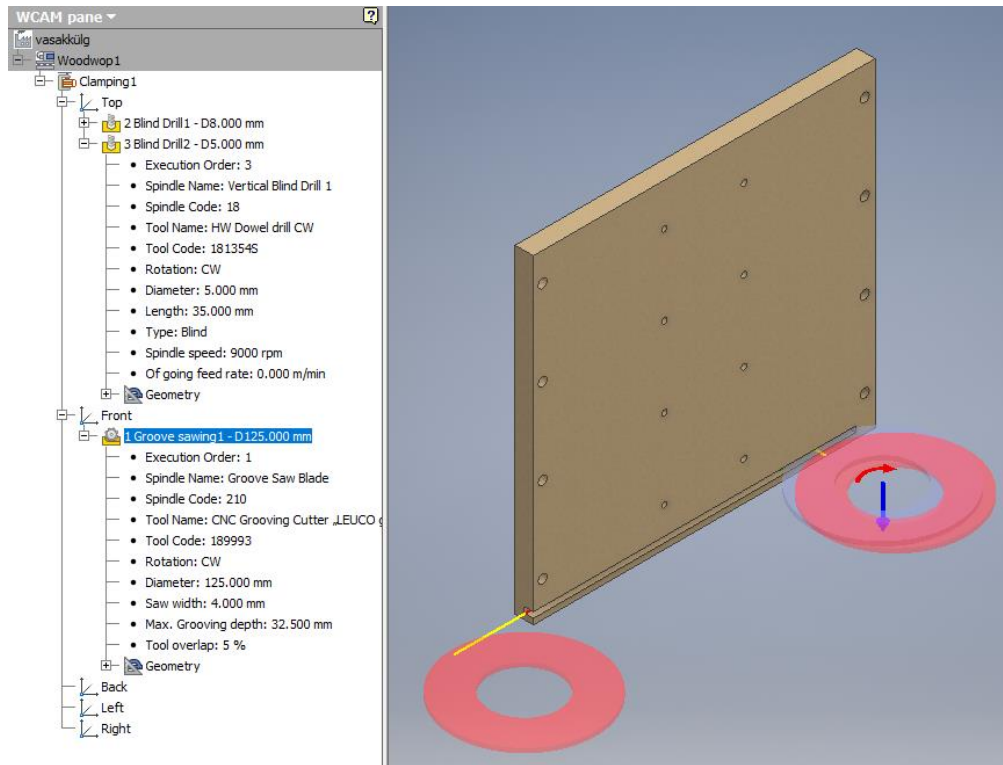 WCAM pane
vasakkülg
Woodwop1
Clamping1
Top
2 Blind Drill1 - D8.000 mm
3 Blind Drill2 - D5.000 mm
Execution Order: 3
Spindle Name: Vertical Blind Drill 1
Spindle Code: 18
Tool Name: HW Dowel drill CW
Tool Code: 181354S
Rotation: CW
Diameter: 5.000 mm
Length: 35.000 mm
Type: Blind
Spindle speed: 9000 rpm
Of going feed rate: 0.000 m/min
Geometry
Front
1 Groove sawing1 - D125.000 mm
Execution Order: 1
Spindle Name: Groove Saw Blade
Spindle Code: 210
Tool Name: CNC Grooving Cutter „LEUCO
Tool Code: 189993
Rotation: CW
Diameter: 125.000 mm
Saw width: 4.000 mm
Max. Grooving depth: 32.500 mm
Tool overlap: 5 %
Geometry
Back
Left
Right